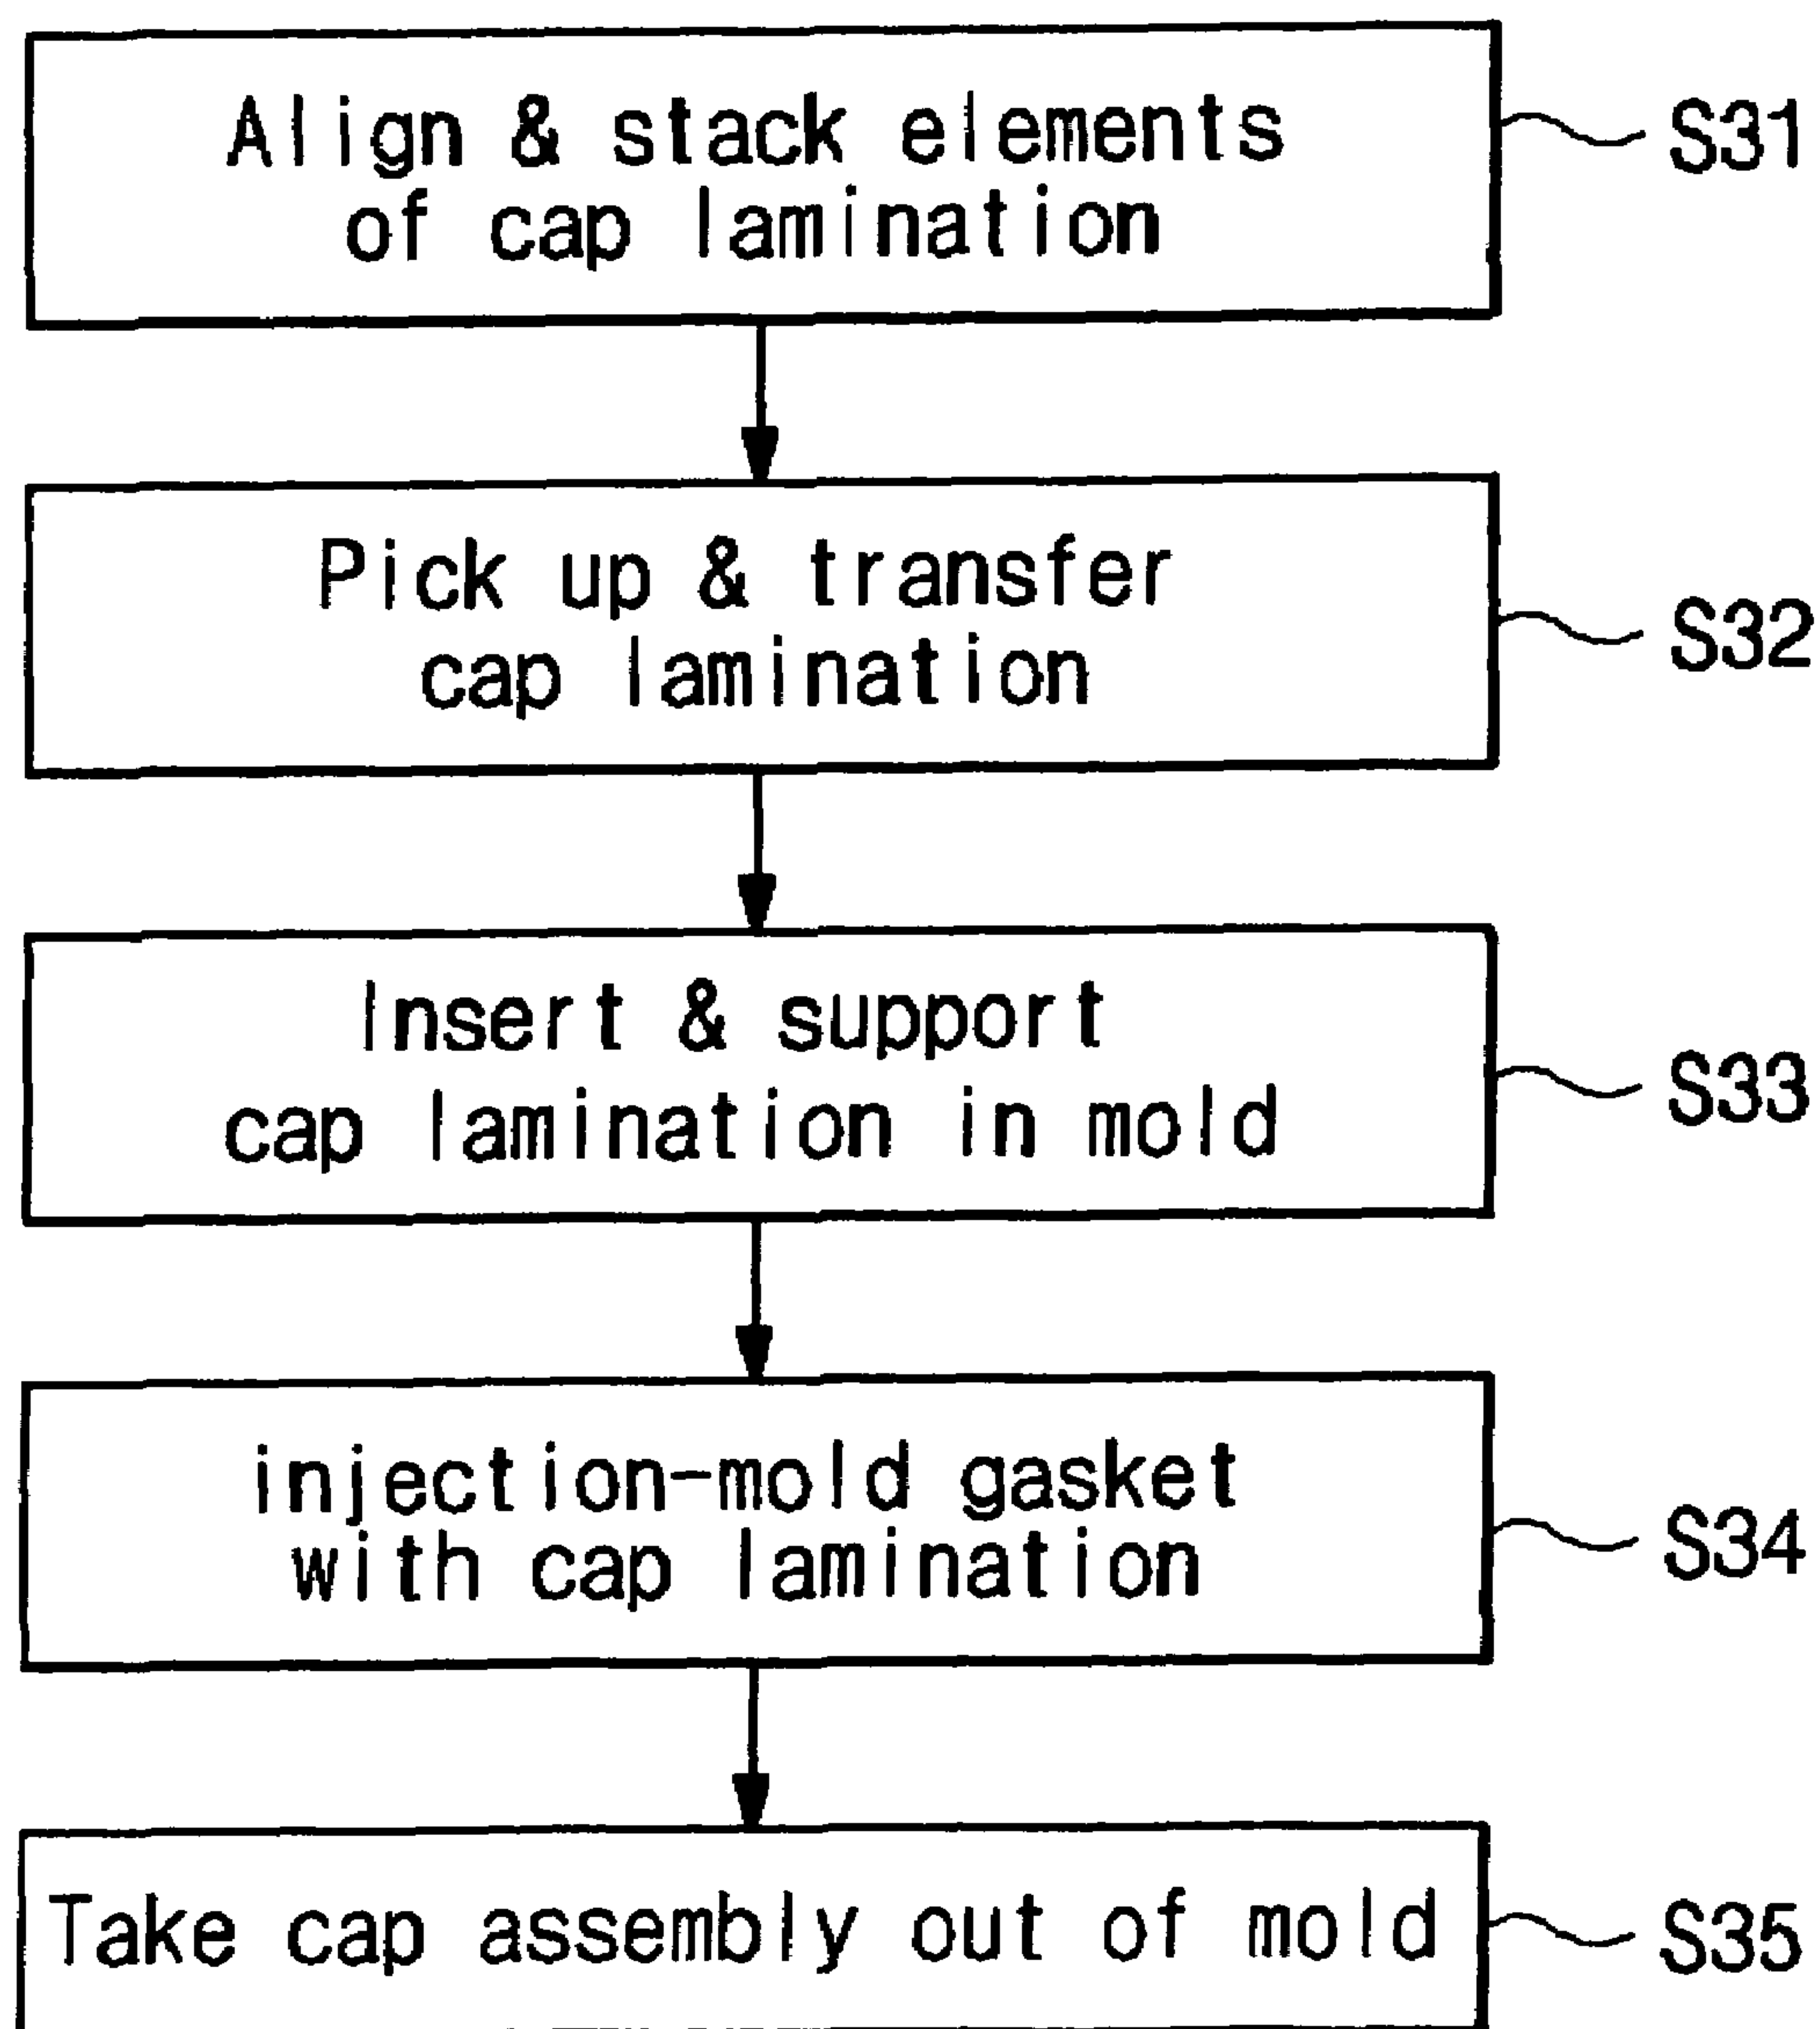 Align & stack elements
of cap lamination
S31
Pick up & transfer
cap lamination
S32
Insert & support
cap lamination in mold
S33
injection-mold gasket
with cap lamination
S34
Take cap assembly out of mold
S35